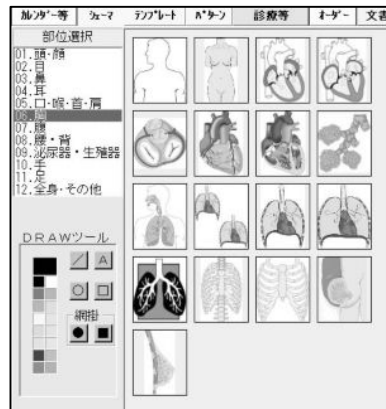 カレンダー等 シェーマ テンプレート パターン 診療等 オーダー 文書
部位選択
01.頭・顔
02.目
03.鼻
04.耳
05.口・喉・首・肩
06.胸
07.腹
08.腰・背
09.泌尿器・生殖器
10.手
11.足
12.全身・その他
DRAWツール
A
網掛